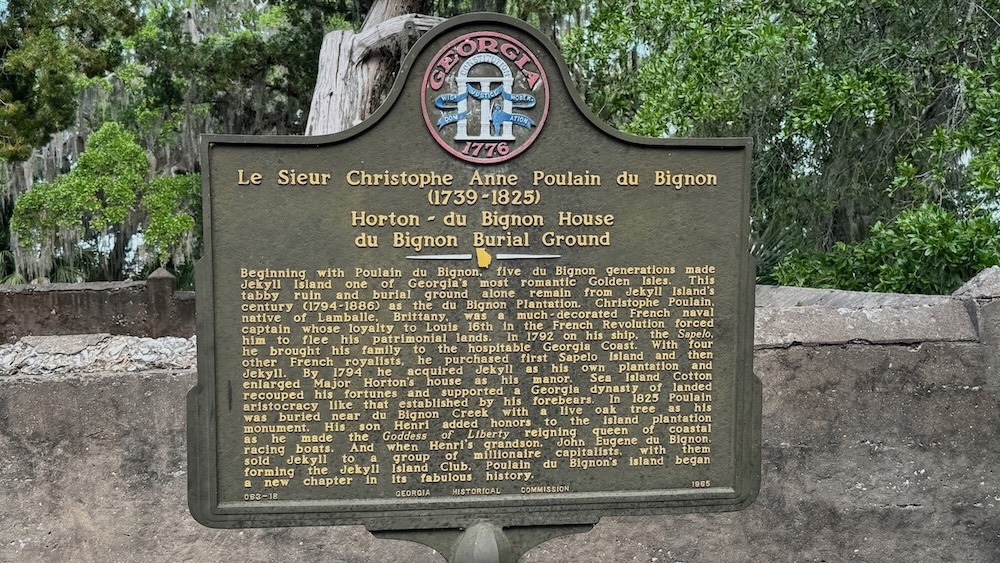 GEORGIA
WIS JUSTICE MODER
DOM ATION
1776
Le Sieur Christophe Anne Poulain du Bignon
(1739-1825)
Horton - du Bignon House
du Bignon Burial Ground
Beginning with Poulain du Bignon, five du Bignon generations made
Jekyll Island one of Georgia's most romantic Golden Isles. This
tabby ruin and burial ground alone remain from Jekyll Island's
century (1794-1886) as the du Bignon Plantation. Christophe Poulain,
native of Lamballe, Brittany, was a much-decorated French naval
captain whose loyalty to Louis 16th in the French Revolution forced
him to flee his patrimonial lands. In 1792 on his ship, the Sapelo,
he brought his family to the hospitable Georgia Coast. With four
other French royalists, he purchased first Sapelo Island and then
Jekyll. By 1794 he acquired Jekyll as his own plantation and
enlarged Major Horton's house as his manor. Sea Island Cotton
recouped his fortunes and supported a Georgia dynasty of landed
aristocracy like that established by his forebears. In 1825 Poulain
was buried near du Bignon Creek with a live oak tree as his
monument. His son Henri added honors to the island plantation
as he made the Goddess of Liberty reigning queen of coastal
racing boats. And when Henri's grandson, John Eugene du Bignon,
sold Jekyll to a group of millionaire capitalists, with them
forming the Jekyll Island Club, Poulain du Bignon's island began
a new chapter in its fabulous history.
063-18 GEORGIA HISTORICAL COMMISSION 1965